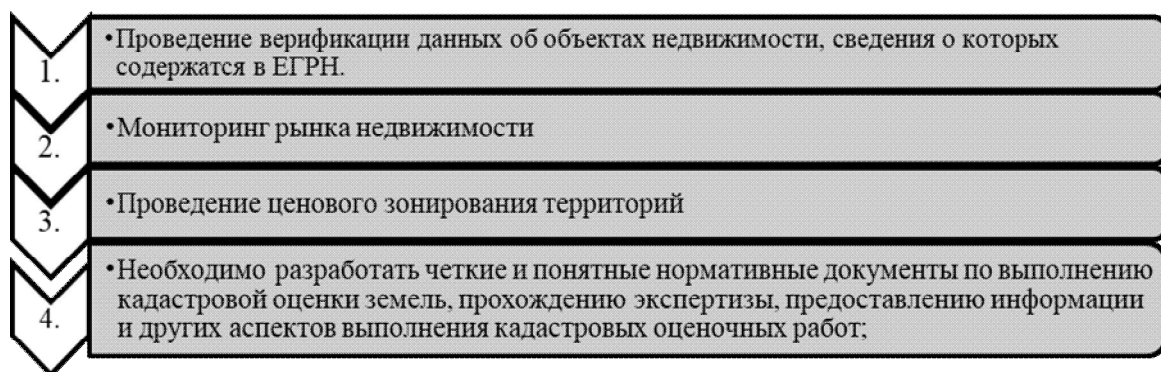 1.
•Проведение верификации данных об объектах недвижимости, сведения о которых
содержатся в ЕГРН.
2.
•Мониторинг рынка недвижимости
3.
•Проведение ценового зонирования территорий
4.
•Необходимо разработать четкие и понятные нормативные документы по выполнению
кадастровой оценки земель, прохождению экспертизы, предоставлению информации
и других аспектов выполнения кадастровых оценочных работ;